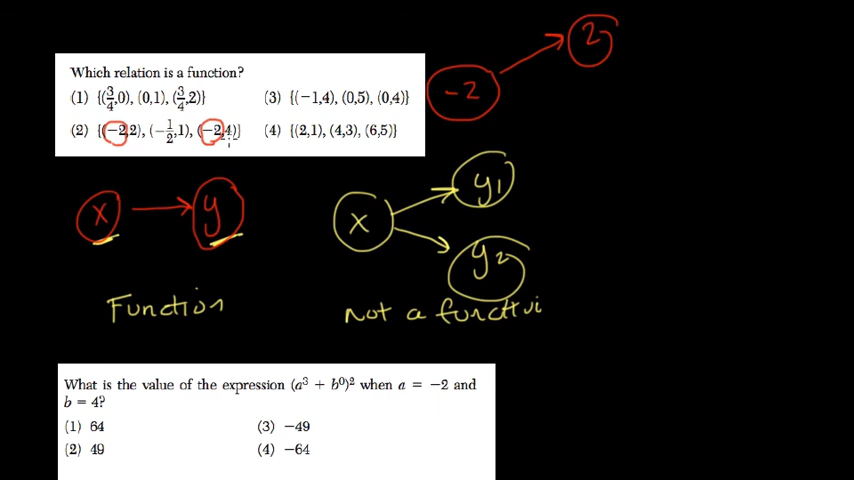 2
-2
Which relation is a function?
(1) {(3/4,0), (0,1), (3/4,2)} (3) {(−1,4), (0,5), (0,4)}
(2) {(−2,2), (−1/2,1), (−2,4)} (4) {(2,1), (4,3), (6,5)}
x y x y1
y2
Function not a functi
What is the value of the expression (a³ + b⁰)² when a = −2 and
b = 4?
(1) 64 (3) −49
(2) 49 (4) −64